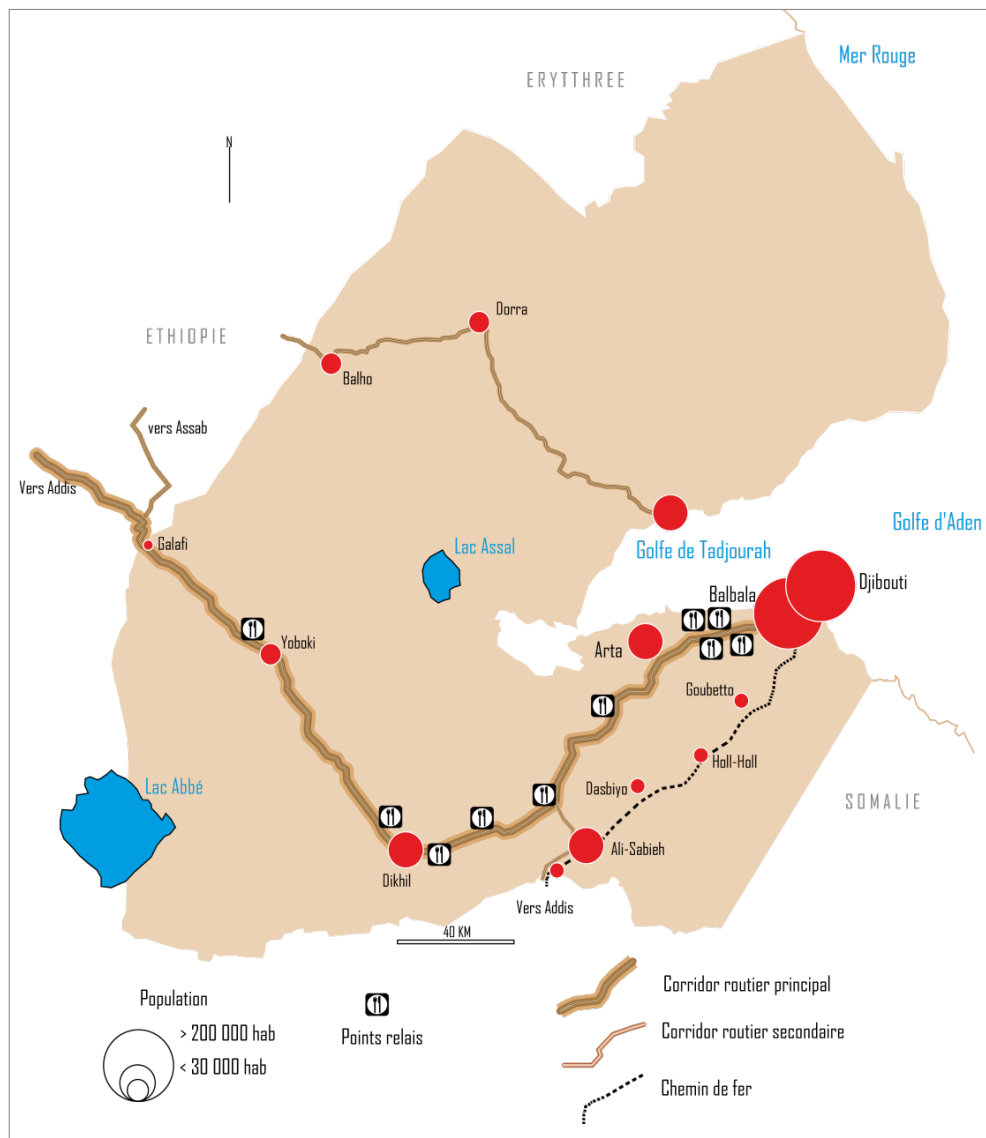 Mer Rouge
ERYTTHREE
N
Dorra
ETHIOPIE
Balho
vers Assab
Vers Addis
Golfe d'Aden
Galafi
Lac Assal
Golfe de Tadjourah
Djibouti
Balbala
Yoboki
Arta
Goubetto
Holl-Holl
Lac Abbé
Dasbiyo
SOMALIE
Ali-Sabieh
Dikhil
Vers Addis
40 KM
Population
> 200 000 hab
< 30 000 hab
Points relais
Corridor routier principal
Corridor routier secondaire
Chemin de fer